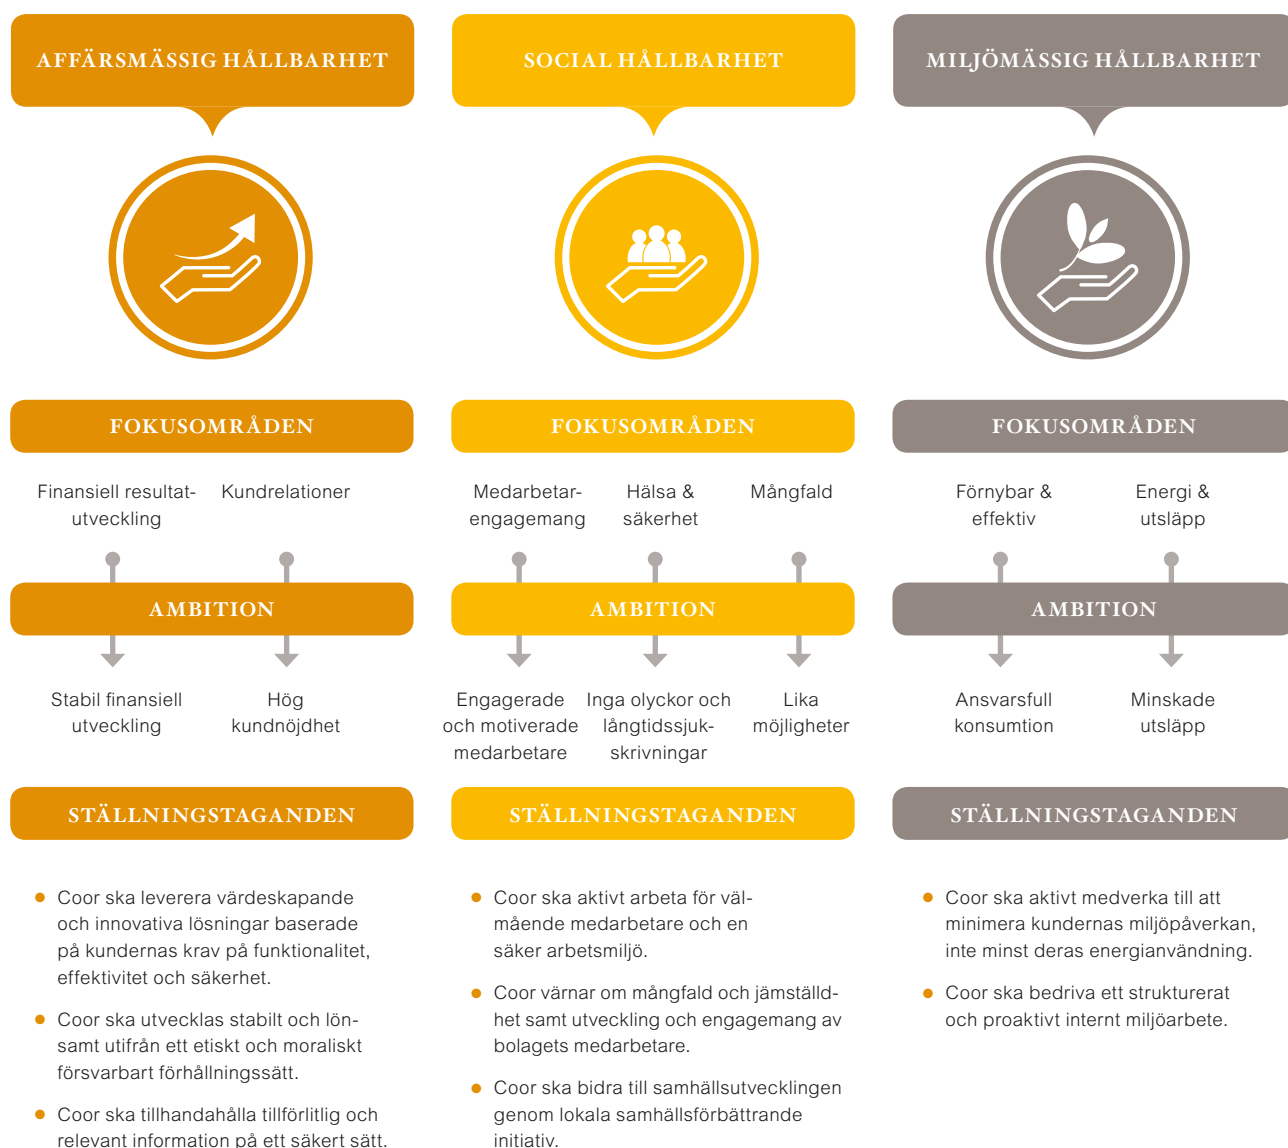 AFFÄRSMÄSSIG HÅLLBARHET
FOKUSOMRÅDEN
Finansiell resultat-
utveckling
Kundrelationer
AMBITION
Stabil finansiell
utveckling
Hög
kundnöjdhet
STÄLLNINGSTAGANDEN
Coor ska leverera värdeskapande
och innovativa lösningar baserade
på kundernas krav på funktionalitet,
effektivitet och säkerhet.
Coor ska utvecklas stabilt och lön-
samt utifrån ett etiskt och moraliskt
försvarbart förhållningssätt.
Coor ska tillhandahålla tillförlitlig och
relevant information på ett säkert sätt.
SOCIAL HÅLLBARHET
FOKUSOMRÅDEN
Medarbetar-
engagemang
Hälsa &
säkerhet
Mångfald
AMBITION
Engagerade
och motiverade
medarbetare
Inga olyckor och
långtidssjuk-
skrivningar
Lika
möjligheter
STÄLLNINGSTAGANDEN
Coor ska aktivt arbeta för väl-
mående medarbetare och en
säker arbetsmiljö.
Coor värnar om mångfald och jämställd-
het samt utveckling och engagemang av
bolagets medarbetare.
Coor ska bidra till samhällsutvecklingen
genom lokala samhällsförbättrande
initiativ.
MILJÖMÄSSIG HÅLLBARHET
FOKUSOMRÅDEN
Förnybar &
effektiv
Energi &
utsläpp
AMBITION
Ansvarsfull
konsumtion
Minskade
utsläpp
STÄLLNINGSTAGANDEN
Coor ska aktivt medverka till att
minimera kundernas miljöpåverkan,
inte minst deras energianvändning.
Coor ska bedriva ett strukturerat
och proaktivt internt miljöarbete.